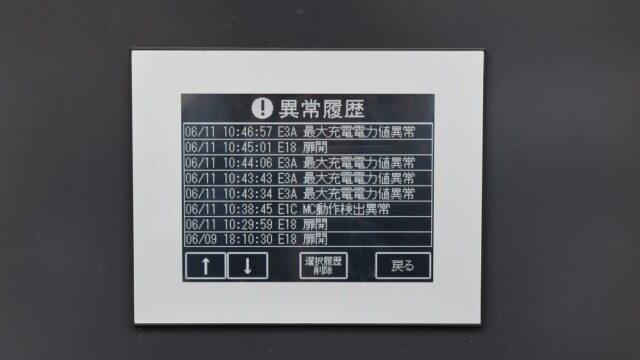 ! 異常履歴
06/11 10:46:57 E3A 最大充電電力値異常
06/11 10:45:01 E18 扉開
06/11 10:44:06 E3A 最大充電電力値異常
06/11 10:43:43 E3A 最大充電電力値異常
06/11 10:43:34 E3A 最大充電電力値異常
06/11 10:38:45 E1C MC動作検出異常
06/11 10:29:59 E18 扉開
06/09 18:10:30 E18 扉開
↑ ↓ 選択履歴 戻る
削除